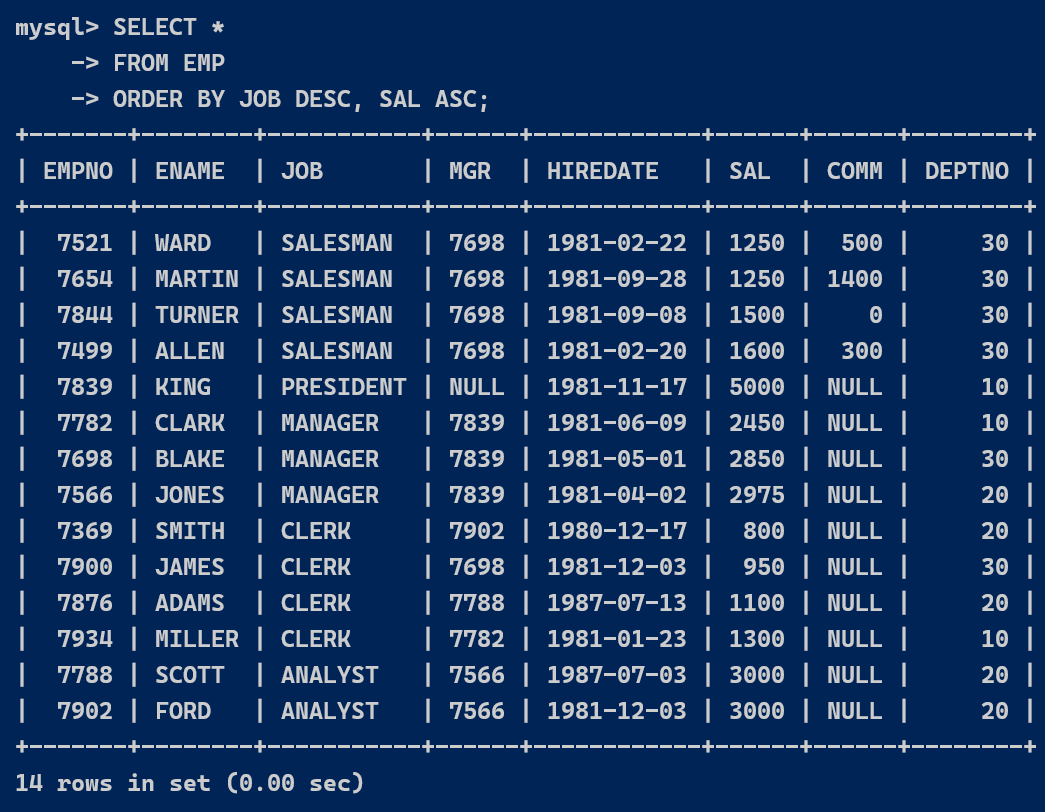 mysql> SELECT *
    -> FROM EMP
    -> ORDER BY JOB DESC, SAL ASC;
+-------+--------+-----------+------+------------+------+------+--------+
| EMPNO | ENAME  | JOB       | MGR  | HIREDATE   | SAL  | COMM | DEPTNO |
+-------+--------+-----------+------+------------+------+------+--------+
|  7521 | WARD   | SALESMAN  | 7698 | 1981-02-22 | 1250 |  500 |     30 |
|  7654 | MARTIN | SALESMAN  | 7698 | 1981-09-28 | 1250 | 1400 |     30 |
|  7844 | TURNER | SALESMAN  | 7698 | 1981-09-08 | 1500 |    0 |     30 |
|  7499 | ALLEN  | SALESMAN  | 7698 | 1981-02-20 | 1600 |  300 |     30 |
|  7839 | KING   | PRESIDENT | NULL | 1981-11-17 | 5000 | NULL |     10 |
|  7782 | CLARK  | MANAGER   | 7839 | 1981-06-09 | 2450 | NULL |     10 |
|  7698 | BLAKE  | MANAGER   | 7839 | 1981-05-01 | 2850 | NULL |     30 |
|  7566 | JONES  | MANAGER   | 7839 | 1981-04-02 | 2975 | NULL |     20 |
|  7369 | SMITH  | CLERK     | 7902 | 1980-12-17 |  800 | NULL |     20 |
|  7900 | JAMES  | CLERK     | 7698 | 1981-12-03 |  950 | NULL |     30 |
|  7876 | ADAMS  | CLERK     | 7788 | 1987-07-13 | 1100 | NULL |     20 |
|  7934 | MILLER | CLERK     | 7782 | 1981-01-23 | 1300 | NULL |     10 |
|  7788 | SCOTT  | ANALYST   | 7566 | 1987-07-03 | 3000 | NULL |     20 |
|  7902 | FORD   | ANALYST   | 7566 | 1981-12-03 | 3000 | NULL |     20 |
+-------+--------+-----------+------+------------+------+------+--------+
14 rows in set (0.00 sec)